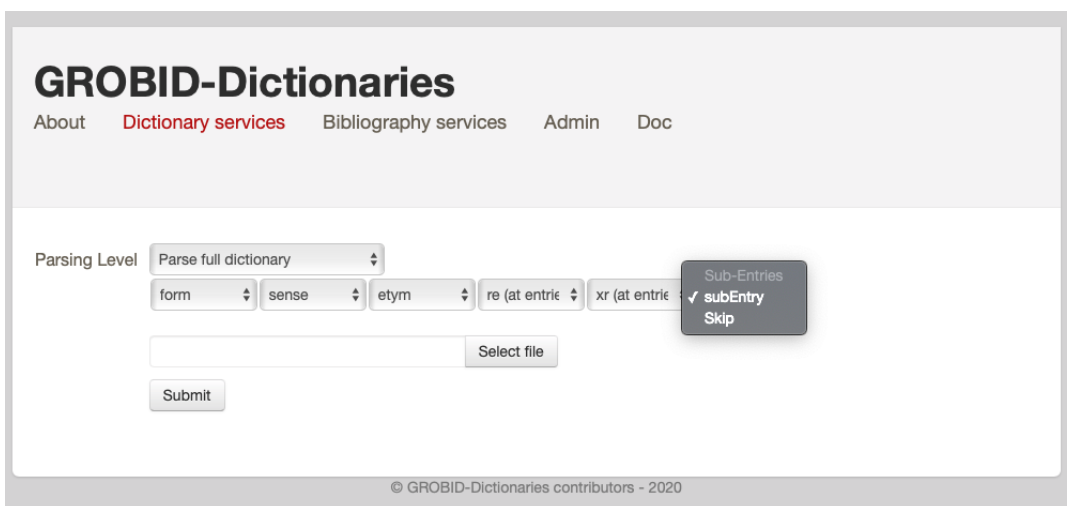 GROBID-Dictionaries
About Dictionary services Bibliography services Admin Doc
Parsing Level Parse full dictionary
Sub-Entries
form sense etym re (at entrie xr (at entrie ✓ subEntry
Skip
Select file
Submit
© GROBID-Dictionaries contributors - 2020